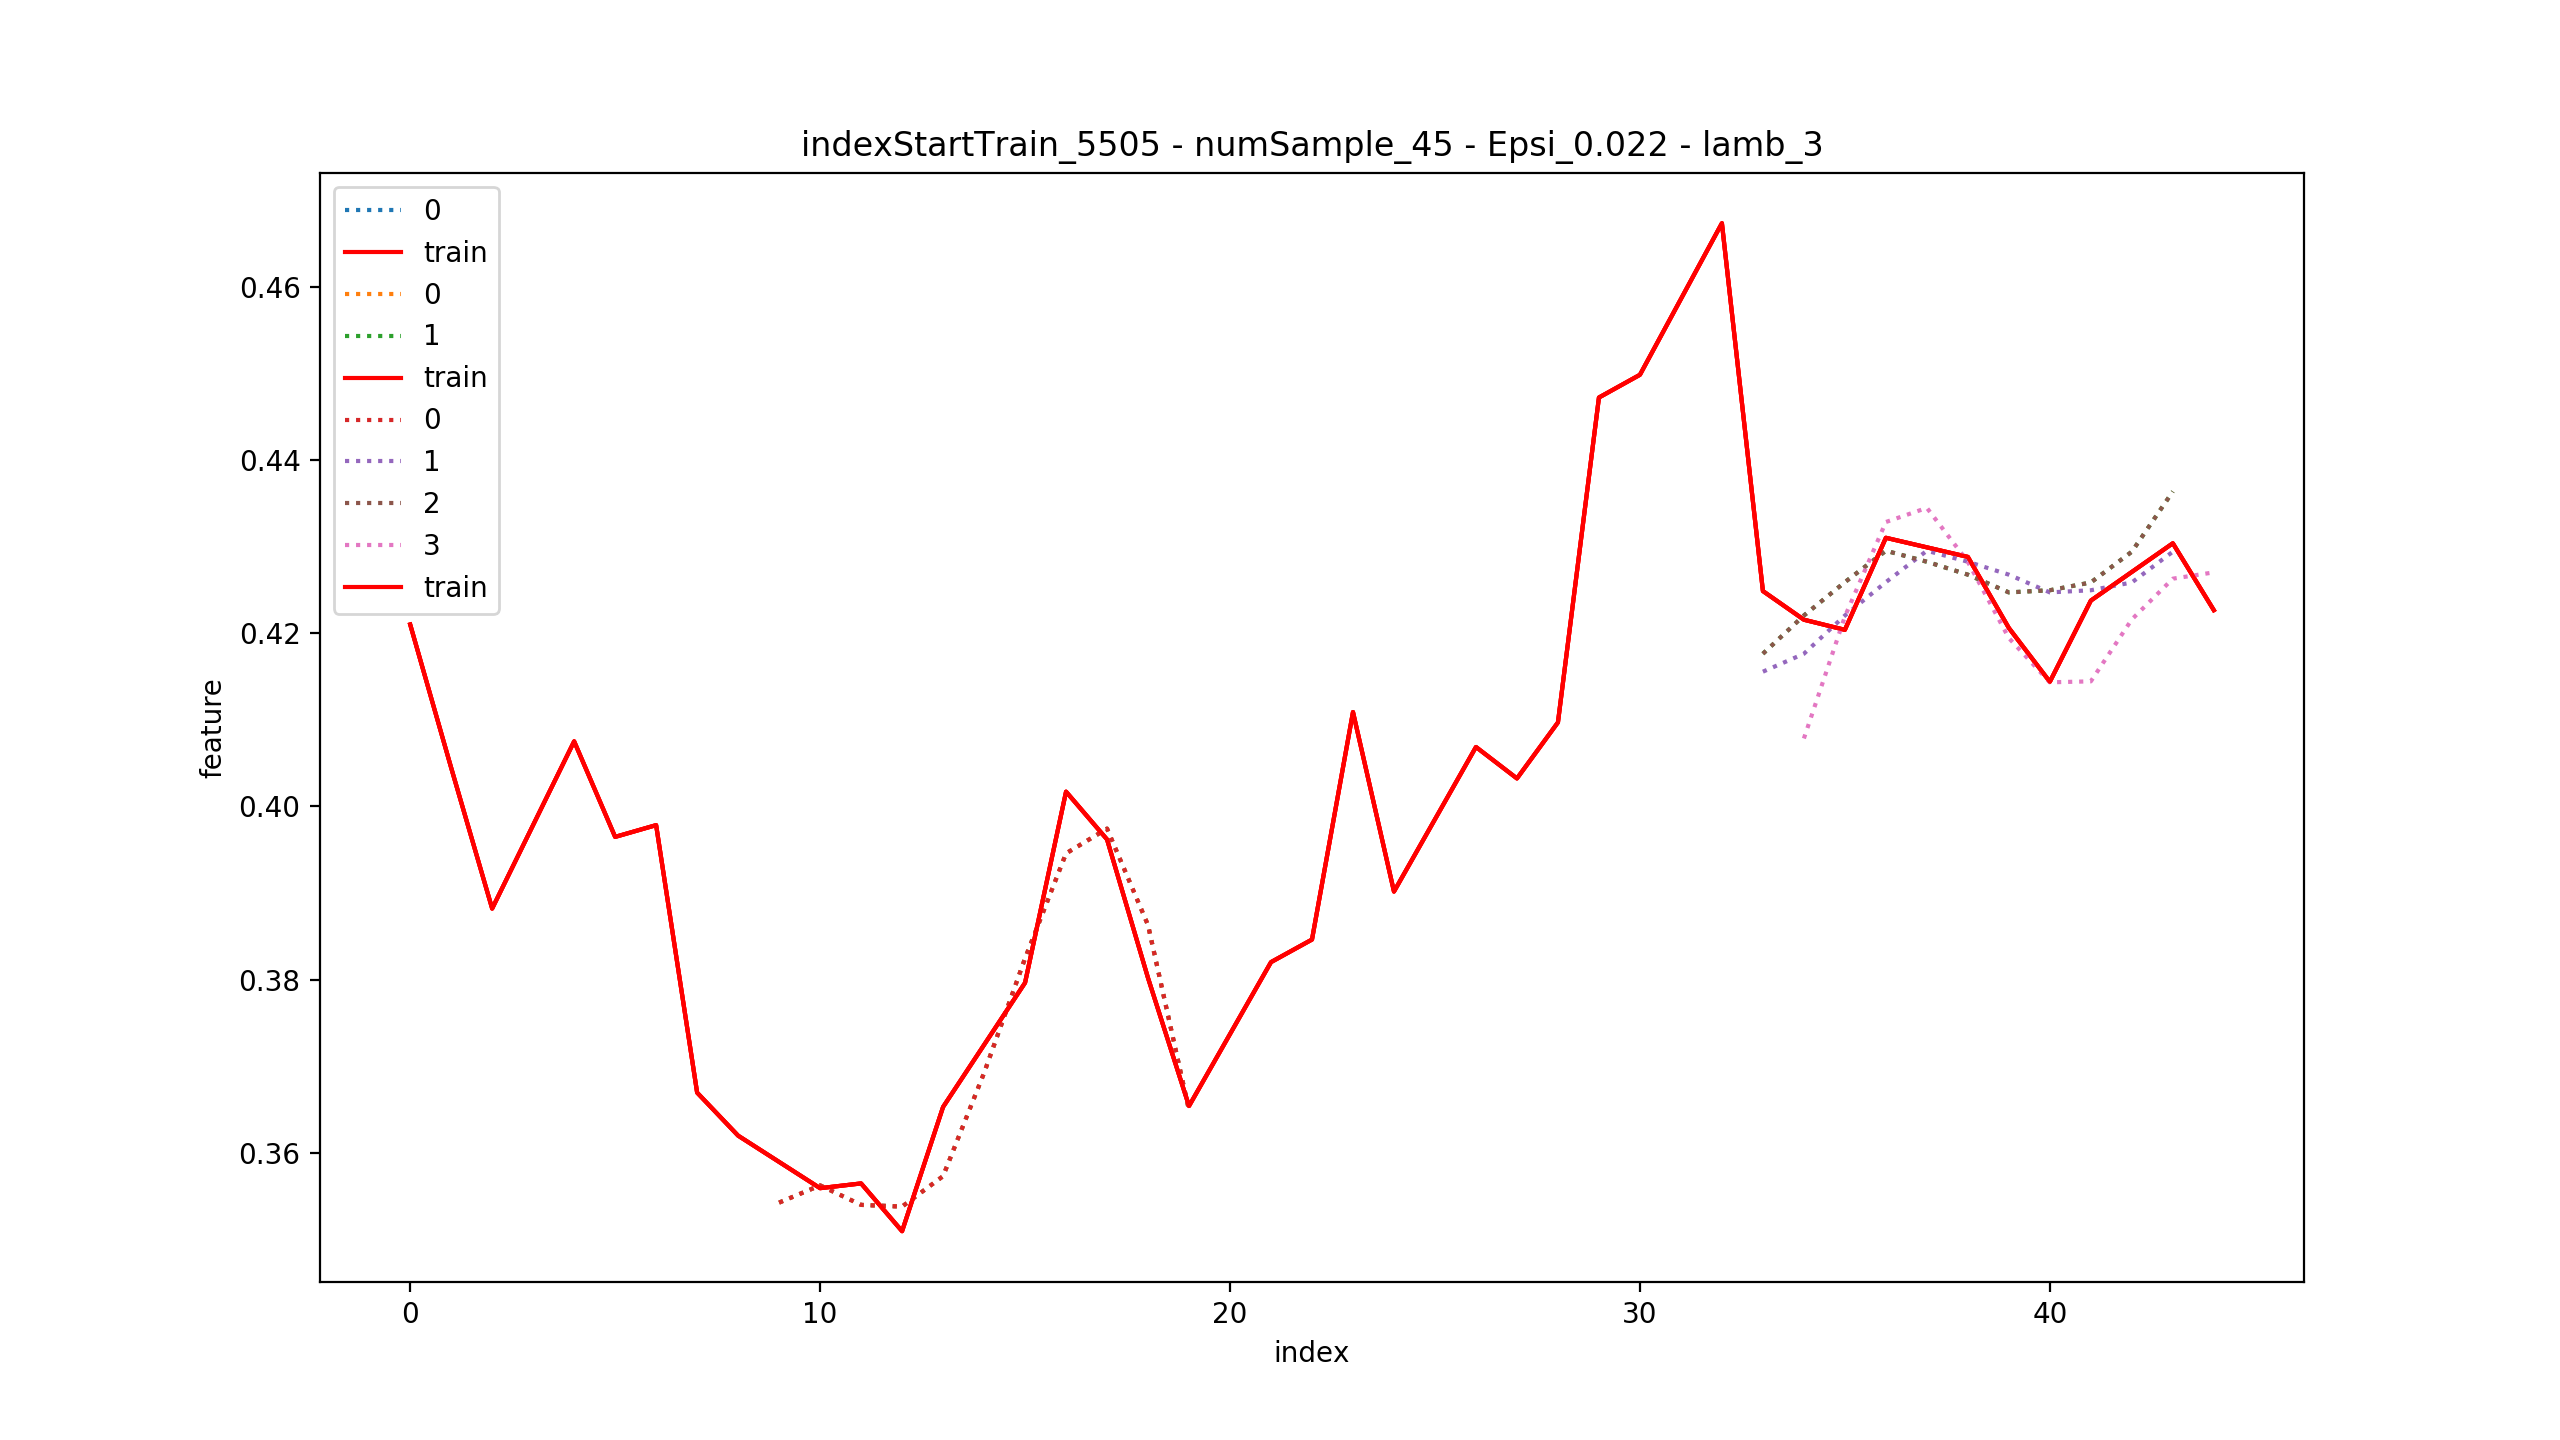 indexStartTrain_5505 - numSample_45 - Epsi_0.022 - lamb_3
0
train
0
1
train
0
1
2
3
train
0.46
0.44
0.42
0.40
0.38
0.36
feature
0 10 20 30 40
index